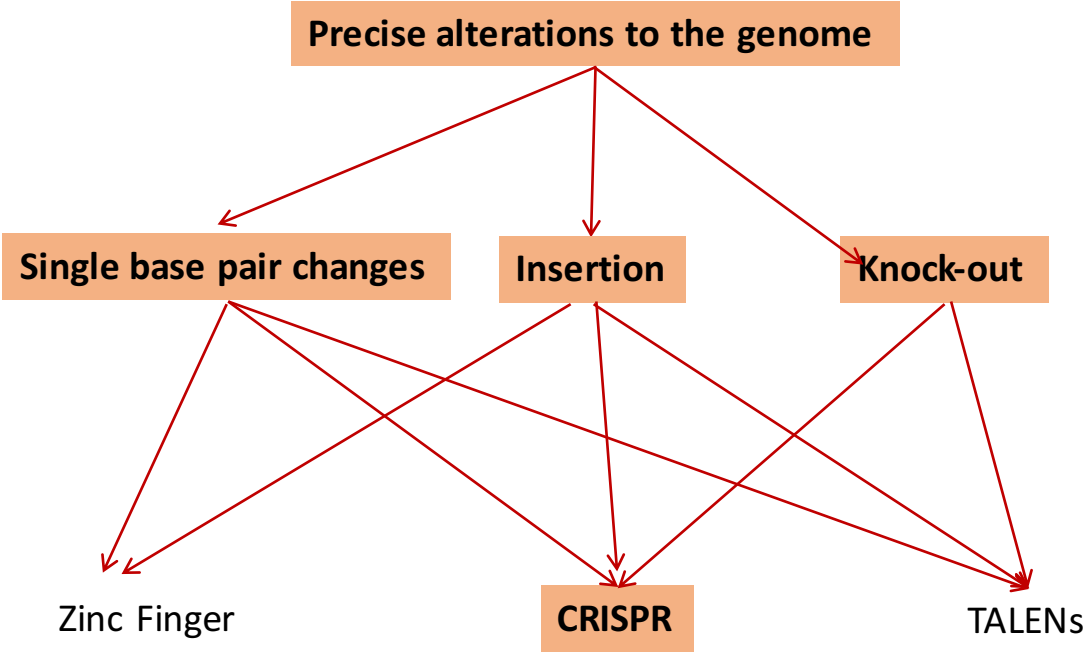 Precise alterations to the genome
Single base pair changes
Insertion
Knock-out
Zinc Finger
CRISPR
TALENs